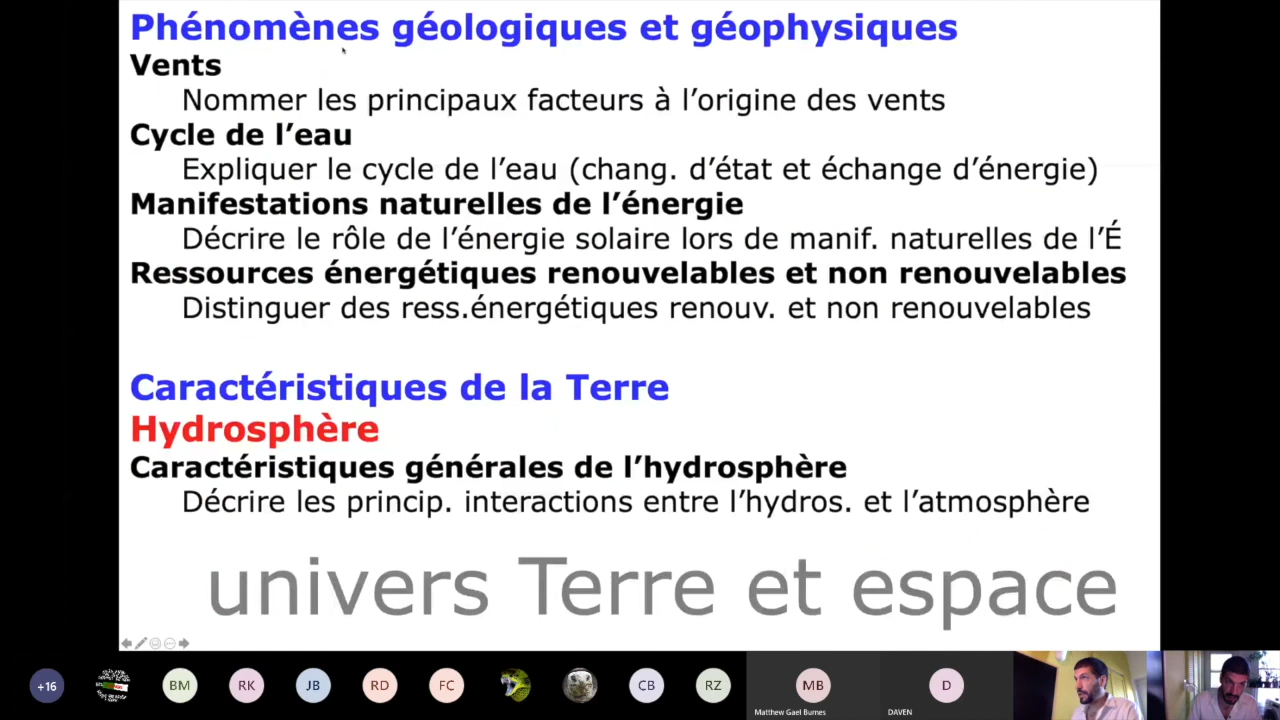 Phénomènes géologiques et géophysiques
Vents
Nommer les principaux facteurs à l’origine des vents
Cycle de l’eau
Expliquer le cycle de l’eau (chang. d’état et échange d’énergie)
Manifestations naturelles de l’énergie
Décrire le rôle de l’énergie solaire lors de manif. naturelles de l’É
Ressources énergétiques renouvelables et non renouvelables
Distinguer des ress.énergétiques renouv. et non renouvelables
Caractéristiques de la Terre
Hydrosphère
Caractéristiques générales de l’hydrosphère
Décrire les princip. interactions entre l’hydros. et l’atmosphère
univers Terre et espace
+16 BM RK JB RD FC CB RZ MB D
Matthew Gael Burnes DAVEN